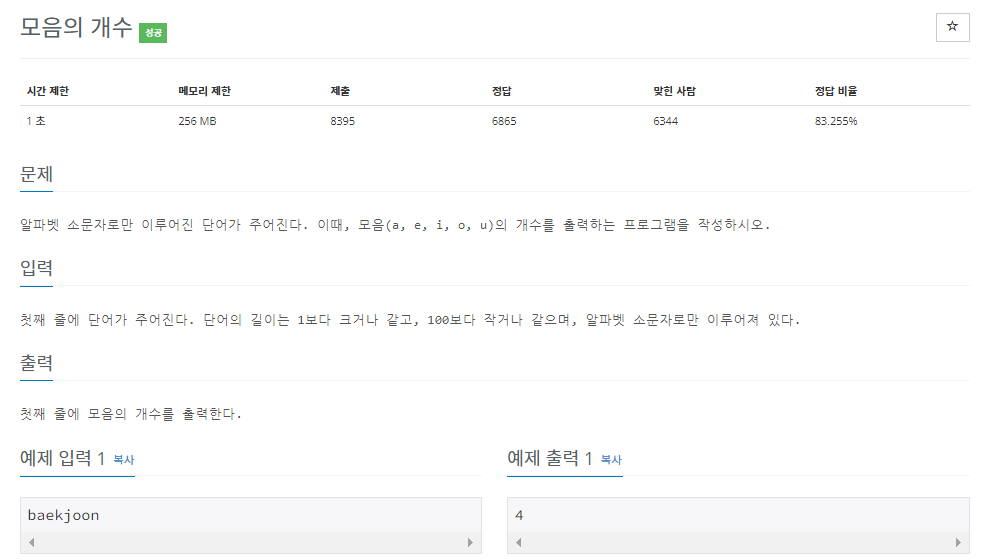 모음의 개수 성공
☆
시간 제한 메모리 제한 제출 정답 맞힌 사람 정답 비율
1 초 256 MB 8395 6865 6344 83.255%
문제
알파벳 소문자로만 이루어진 단어가 주어진다. 이때, 모음(a, e, i, o, u)의 개수를 출력하는 프로그램을 작성하시오.
입력
첫째 줄에 단어가 주어진다. 단어의 길이는 1보다 크거나 같고, 100보다 작거나 같으며, 알파벳 소문자로만 이루어져 있다.
출력
첫째 줄에 모음의 개수를 출력한다.
예제 입력 1 복사
baekjoon
예제 출력 1 복사
4